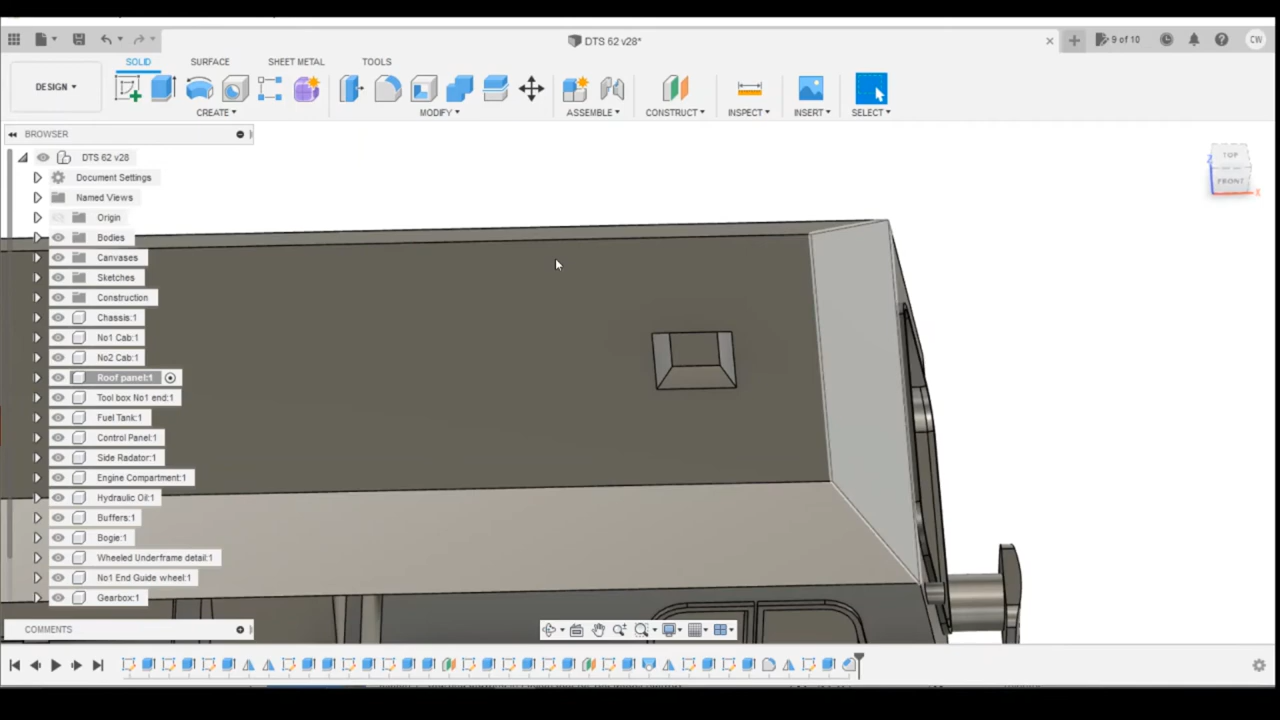 DTS 62 v28*
9 of 10
CW
DESIGN
SOLID SURFACE SHEET METAL TOOLS
CREATE MODIFY ASSEMBLE CONSTRUCT INSPECT INSERT SELECT
BROWSER
DTS 62 v28
Document Settings
Named Views
Origin
Bodies
Canvases
Sketches
Construction
Chassis:1
No1 Cab:1
No2 Cab:1
Roof panel:1
Tool box No1 end:1
Fuel Tank:1
Control Panel:1
Side Radator:1
Engine Compartment:1
Hydraulic Oil:1
Buffers:1
Bogie:1
Wheeled Underframe detail:1
No1 End Guide wheel:1
Gearbox:1
COMMENTS
TOP
FRONT
Z
X